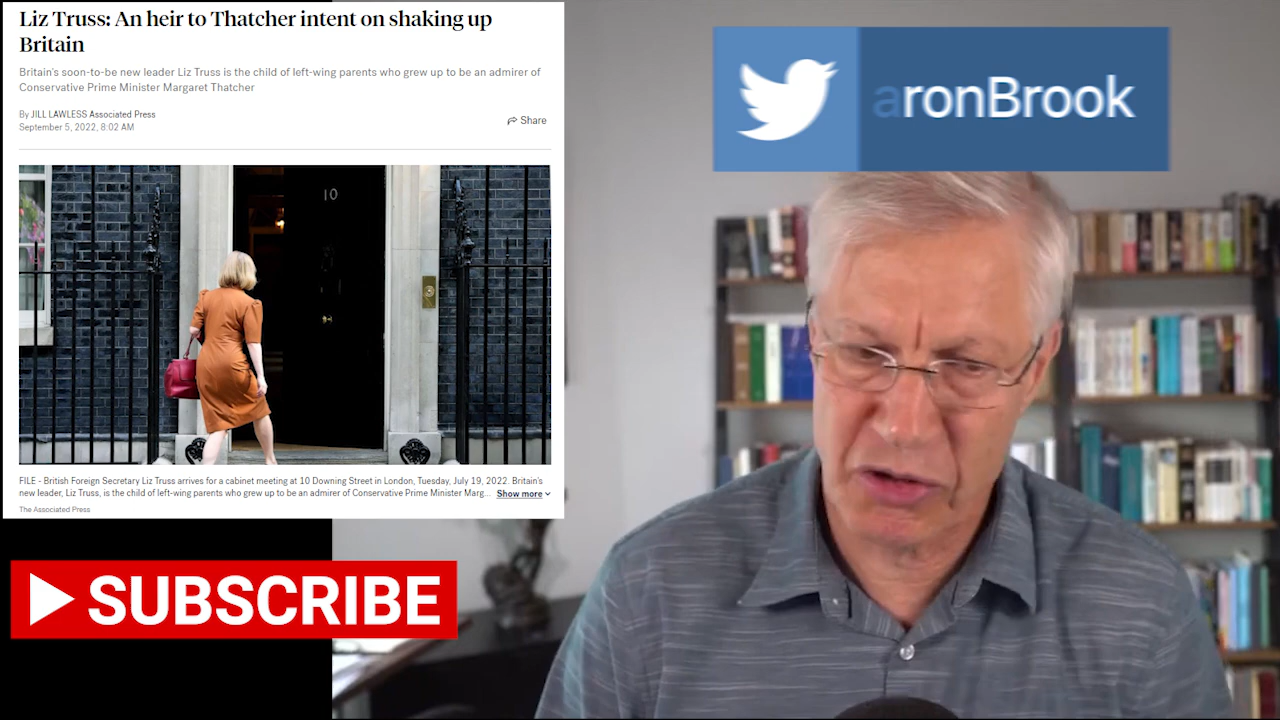 Liz Truss: An heir to Thatcher intent on shaking up
Britain
Britain's soon-to-be new leader Liz Truss is the child of left-wing parents who grew up to be an admirer of
Conservative Prime Minister Margaret Thatcher
By JILL LAWLESS Associated Press
September 5, 2022, 8:02 AM
Share
10
FILE - British Foreign Secretary Liz Truss arrives for a cabinet meeting at 10 Downing Street in London, Tuesday, July 19, 2022. Britain's
new leader, Liz Truss, is the child of left-wing parents who grew up to be an admirer of Conservative Prime Minister Marg... Show more
The Associated Press
aronBrook
SUBSCRIBE